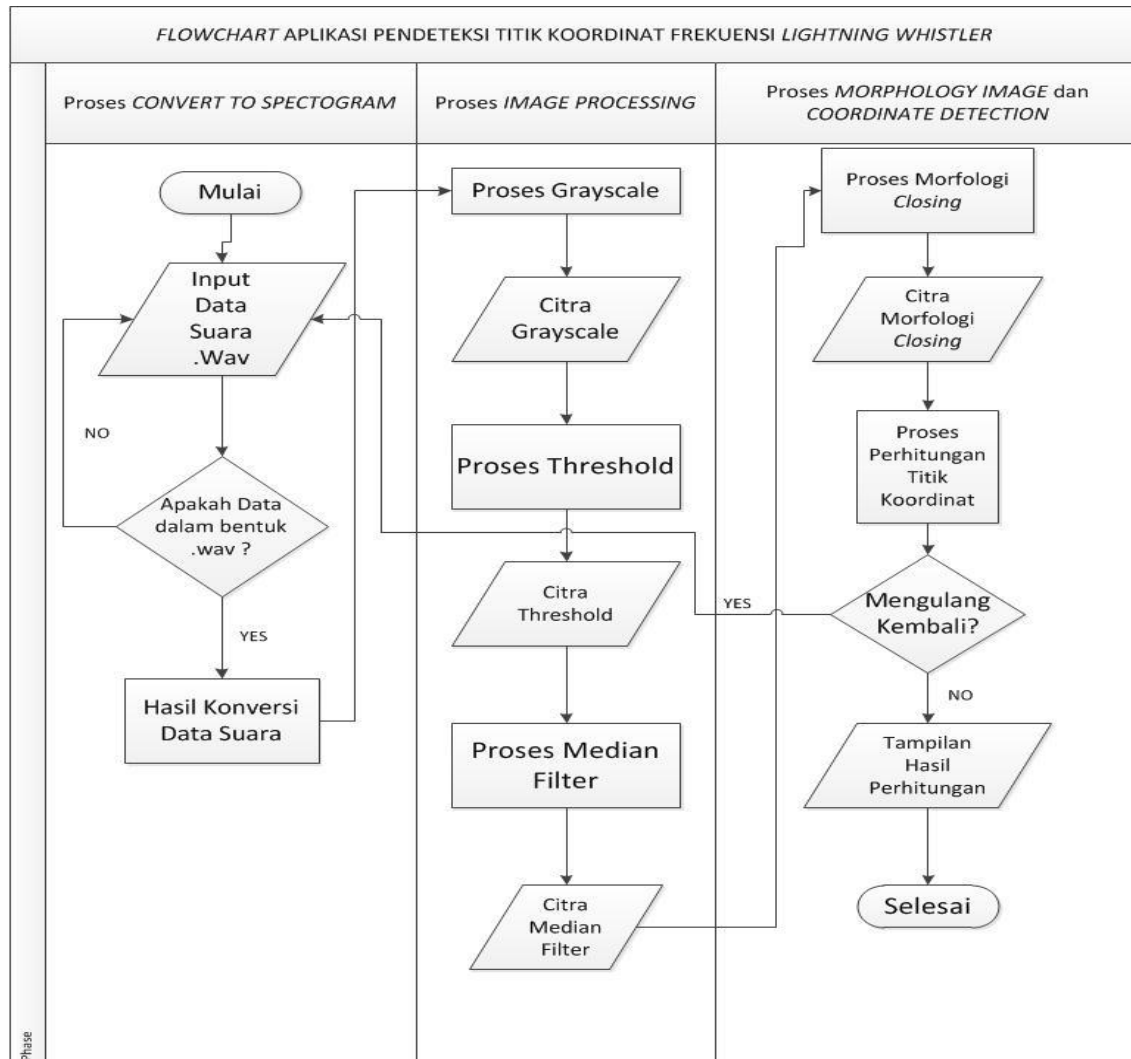 FLOWCHART APLIKASI PENDETEKSI TITIK KOORDINAT FREKUENSI LIGHTNING WHISTLER
Proses CONVERT TO SPECTOGRAM
Mulai
Input
Data
Suara
.Wav
NO
Apakah Data
dalam bentuk
.wav ?
YES
Hasil Konversi
Data Suara
Proses IMAGE PROCESSING
Proses Grayscale
Citra
Grayscale
Proses Threshold
Citra
Threshold
Proses Median
Filter
Citra
Median
Filter
Proses MORPHOLOGY IMAGE dan
COORDINATE DETECTION
Proses Morfologi
Closing
Citra
Morfologi
Closing
Proses
Perhitungan
Titik
Koordinat
YES
Mengulang
Kembali?
NO
Tampilan
Hasil
Perhitungan
Selesai
Phase